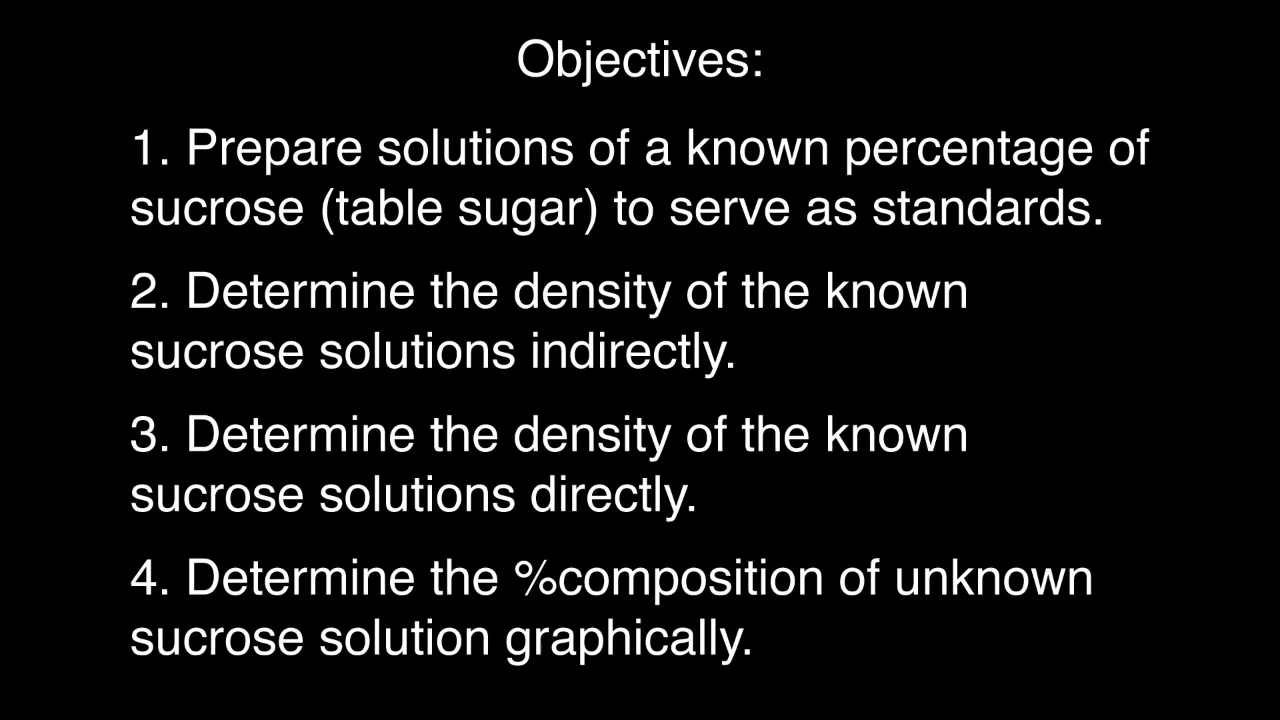 Objectives:
1. Prepare solutions of a known percentage of
sucrose (table sugar) to serve as standards.
2. Determine the density of the known
sucrose solutions indirectly.
3. Determine the density of the known
sucrose solutions directly.
4. Determine the %composition of unknown
sucrose solution graphically.